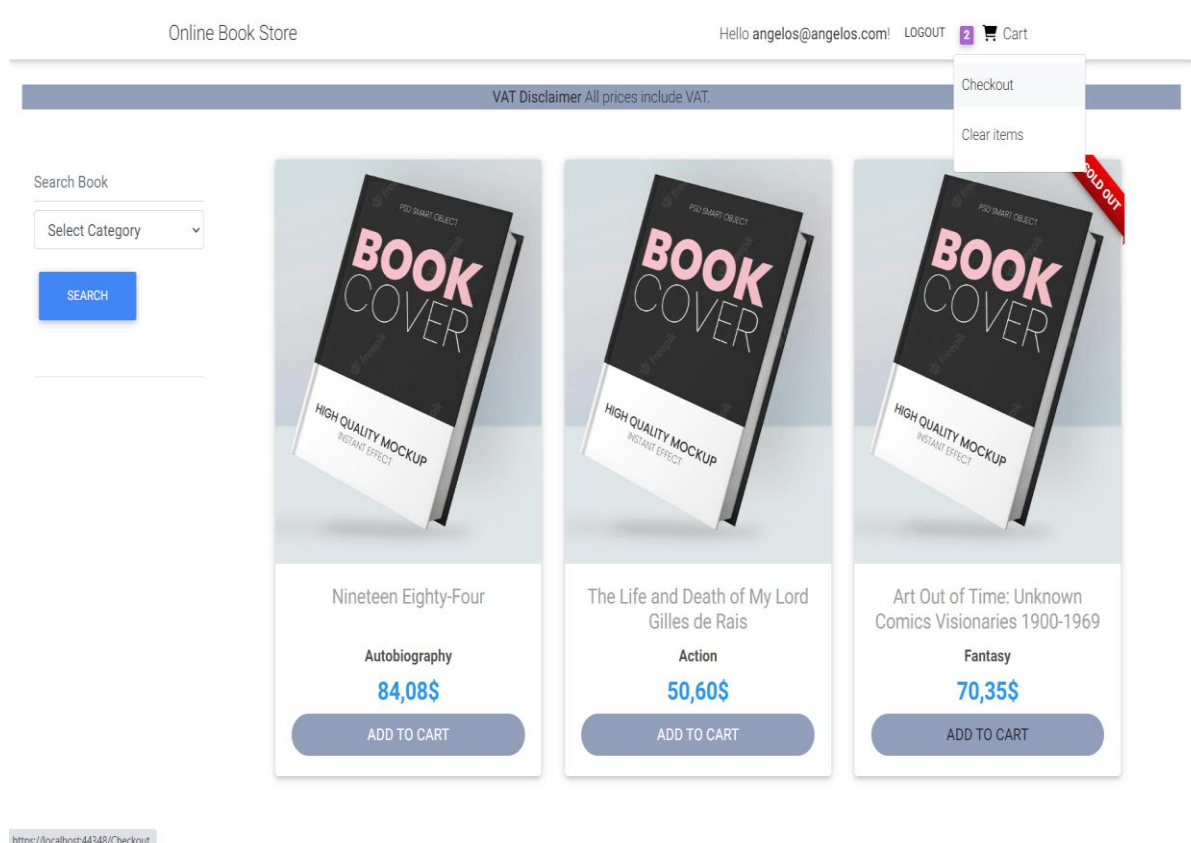 Online Book Store
Hello angelos@angelos.com! LOGOUT 2 Cart
Checkout
Clear items
VAT Disclaimer All prices include VAT.
Search Book
Select Category
SEARCH
PSD SMART OBJECT
BOOK
COVER
freepik
HIGH QUALITY MOCKUP
INSTANT EFFECT
Nineteen Eighty-Four
Autobiography
84,08$
ADD TO CART
PSD SMART OBJECT
BOOK
COVER
freepik
HIGH QUALITY MOCKUP
INSTANT EFFECT
The Life and Death of My Lord
Gilles de Rais
Action
50,60$
ADD TO CART
SOLD OUT
PSD SMART OBJECT
BOOK
COVER
freepik
HIGH QUALITY MOCKUP
INSTANT EFFECT
Art Out of Time: Unknown
Comics Visionaries 1900-1969
Fantasy
70,35$
ADD TO CART
https://localhost:44348/Checkout